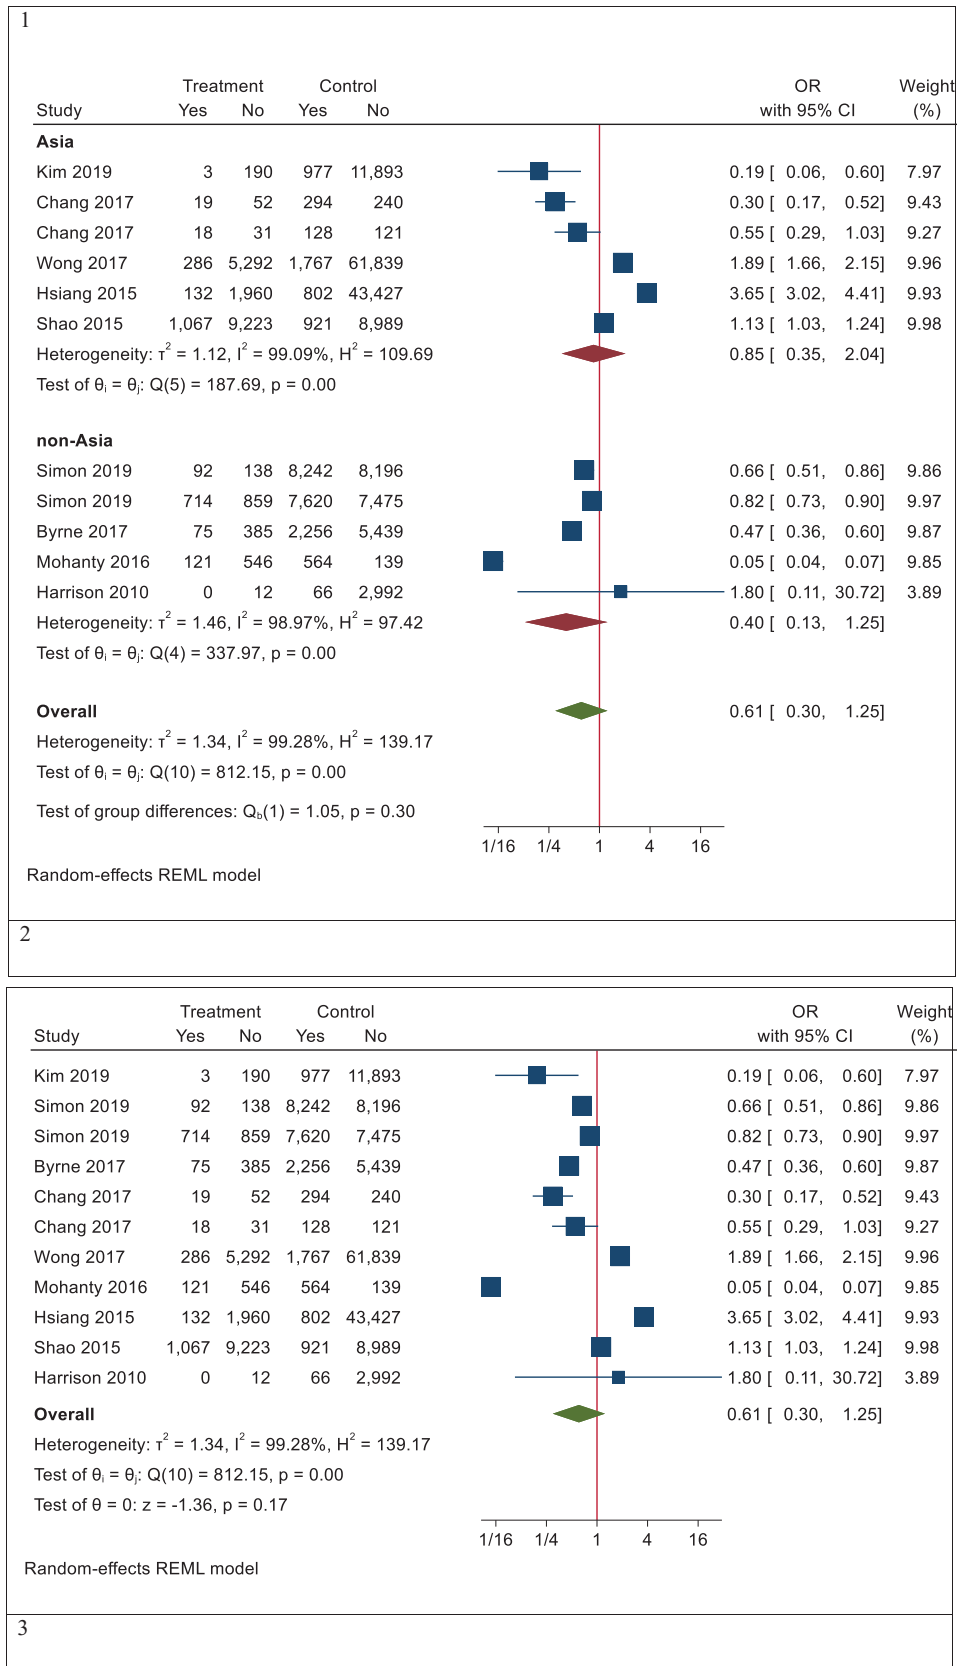 1
Treatment Control OR Weight
Study Yes No Yes No with 95% CI (%)
Asia
Kim 2019 3 190 977 11,893 0.19 [ 0.06, 0.60] 7.97
Chang 2017 19 52 294 240 0.30 [ 0.17, 0.52] 9.43
Chang 2017 18 31 128 121 0.55 [ 0.29, 1.03] 9.27
Wong 2017 286 5,292 1,767 61,839 1.89 [ 1.66, 2.15] 9.96
Hsiang 2015 132 1,960 802 43,427 3.65 [ 3.02, 4.41] 9.93
Shao 2015 1,067 9,223 921 8,989 1.13 [ 1.03, 1.24] 9.98
Heterogeneity: τ² = 1.12, I² = 99.09%, H² = 109.69 0.85 [ 0.35, 2.04]
Test of θᵢ = θⱼ: Q(5) = 187.69, p = 0.00
non-Asia
Simon 2019 92 138 8,242 8,196 0.66 [ 0.51, 0.86] 9.86
Simon 2019 714 859 7,620 7,475 0.82 [ 0.73, 0.90] 9.97
Byrne 2017 75 385 2,256 5,439 0.47 [ 0.36, 0.60] 9.87
Mohanty 2016 121 546 564 139 0.05 [ 0.04, 0.07] 9.85
Harrison 2010 0 12 66 2,992 1.80 [ 0.11, 30.72] 3.89
Heterogeneity: τ² = 1.46, I² = 98.97%, H² = 97.42 0.40 [ 0.13, 1.25]
Test of θᵢ = θⱼ: Q(4) = 337.97, p = 0.00
Overall 0.61 [ 0.30, 1.25]
Heterogeneity: τ² = 1.34, I² = 99.28%, H² = 139.17
Test of θᵢ = θⱼ: Q(10) = 812.15, p = 0.00
Test of group differences: Q_b(1) = 1.05, p = 0.30
1/16 1/4 1 4 16
Random-effects REML model
2
Treatment Control OR Weight
Study Yes No Yes No with 95% CI (%)
Kim 2019 3 190 977 11,893 0.19 [ 0.06, 0.60] 7.97
Simon 2019 92 138 8,242 8,196 0.66 [ 0.51, 0.86] 9.86
Simon 2019 714 859 7,620 7,475 0.82 [ 0.73, 0.90] 9.97
Byrne 2017 75 385 2,256 5,439 0.47 [ 0.36, 0.60] 9.87
Chang 2017 19 52 294 240 0.30 [ 0.17, 0.52] 9.43
Chang 2017 18 31 128 121 0.55 [ 0.29, 1.03] 9.27
Wong 2017 286 5,292 1,767 61,839 1.89 [ 1.66, 2.15] 9.96
Mohanty 2016 121 546 564 139 0.05 [ 0.04, 0.07] 9.85
Hsiang 2015 132 1,960 802 43,427 3.65 [ 3.02, 4.41] 9.93
Shao 2015 1,067 9,223 921 8,989 1.13 [ 1.03, 1.24] 9.98
Harrison 2010 0 12 66 2,992 1.80 [ 0.11, 30.72] 3.89
Overall 0.61 [ 0.30, 1.25]
Heterogeneity: τ² = 1.34, I² = 99.28%, H² = 139.17
Test of θᵢ = θⱼ: Q(10) = 812.15, p = 0.00
Test of θ = 0: z = -1.36, p = 0.17
1/16 1/4 1 4 16
Random-effects REML model
3